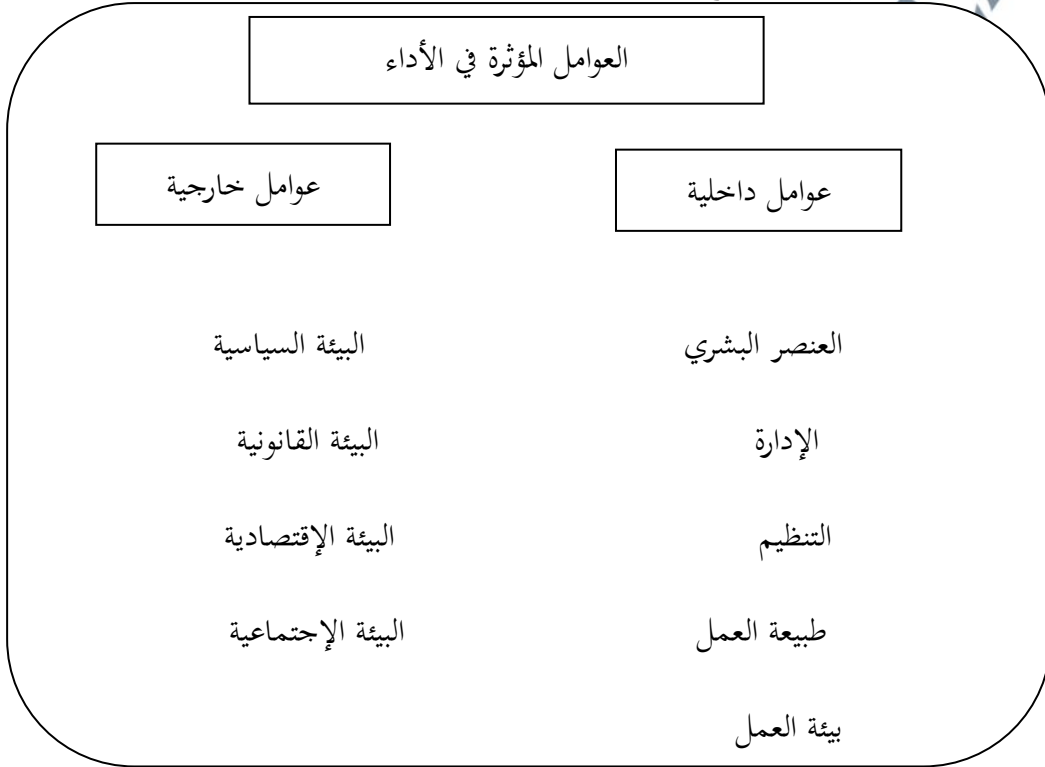 العوامل المؤثرة في الأداء
عوامل داخلية
عوامل خارجية
العنصر البشري
البيئة السياسية
الإدارة
البيئة القانونية
التنظيم
البيئة الإقتصادية
طبيعة العمل
البيئة الإجتماعية
بيئة العمل